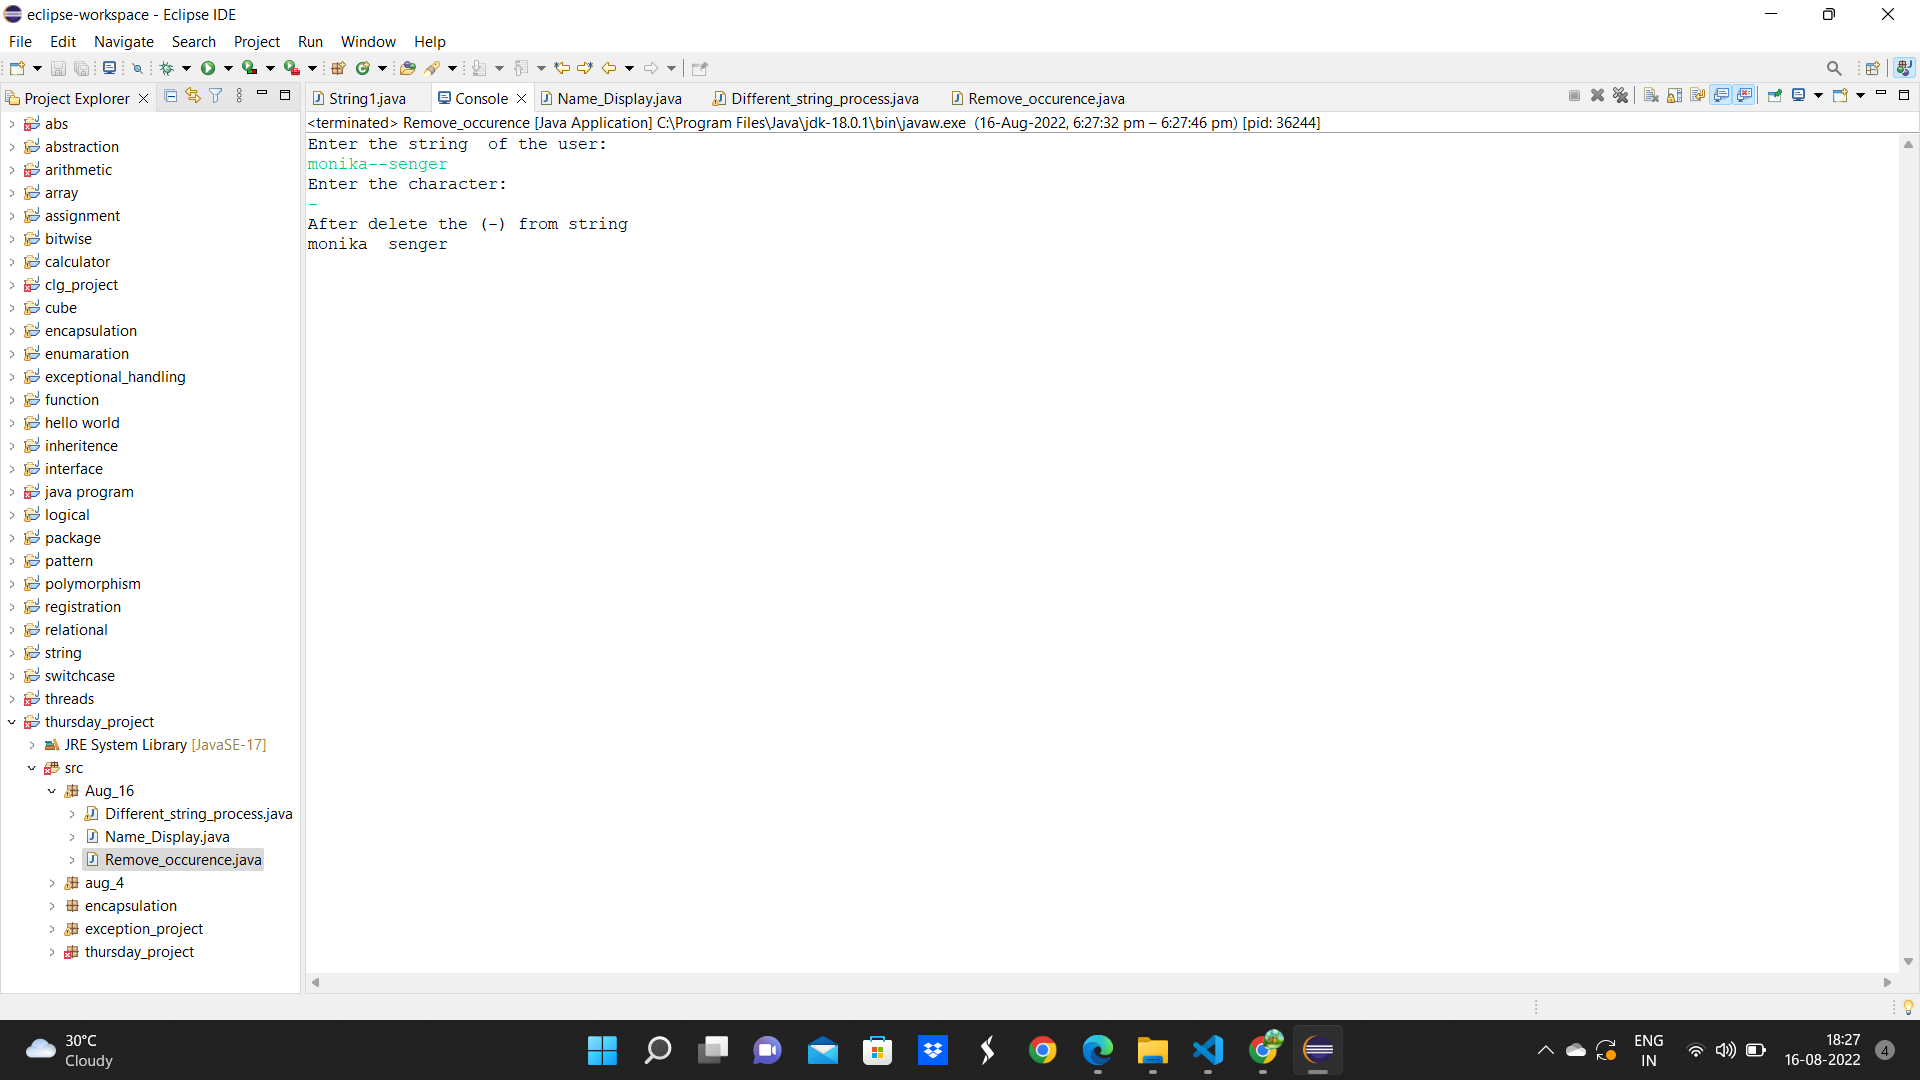 eclipse-workspace - Eclipse IDE
File Edit Navigate Search Project Run Window Help
Project Explorer
String1.java Console Name_Display.java Different_string_process.java Remove_occurence.java
<terminated> Remove_occurence [Java Application] C:\Program Files\Java\jdk-18.0.1\bin\javaw.exe (16-Aug-2022, 6:27:32 pm – 6:27:46 pm) [pid: 36244]
Enter the string  of the user:
monika--senger
Enter the character:
-
After delete the (-) from string
monika  senger
abs
abstraction
arithmetic
array
assignment
bitwise
calculator
clg_project
cube
encapsulation
enumaration
exceptional_handling
function
hello world
inheritence
interface
java program
logical
package
pattern
polymorphism
registration
relational
string
switchcase
threads
thursday_project
JRE System Library [JavaSE-17]
src
Aug_16
Different_string_process.java
Name_Display.java
Remove_occurence.java
aug_4
encapsulation
exception_project
thursday_project
30°C
Cloudy
ENG
IN
18:27
16-08-2022
4